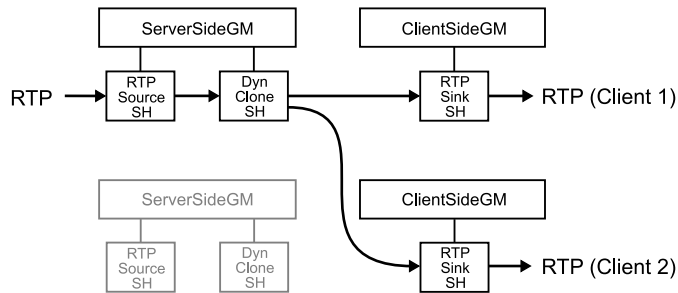 ServerSideGM
ClientSideGM
RTP
RTP
Source
SH
Dyn
Clone
SH
RTP
Sink
SH
RTP (Client 1)
ServerSideGM
ClientSideGM
RTP
Source
SH
Dyn
Clone
SH
RTP
Sink
SH
RTP (Client 2)